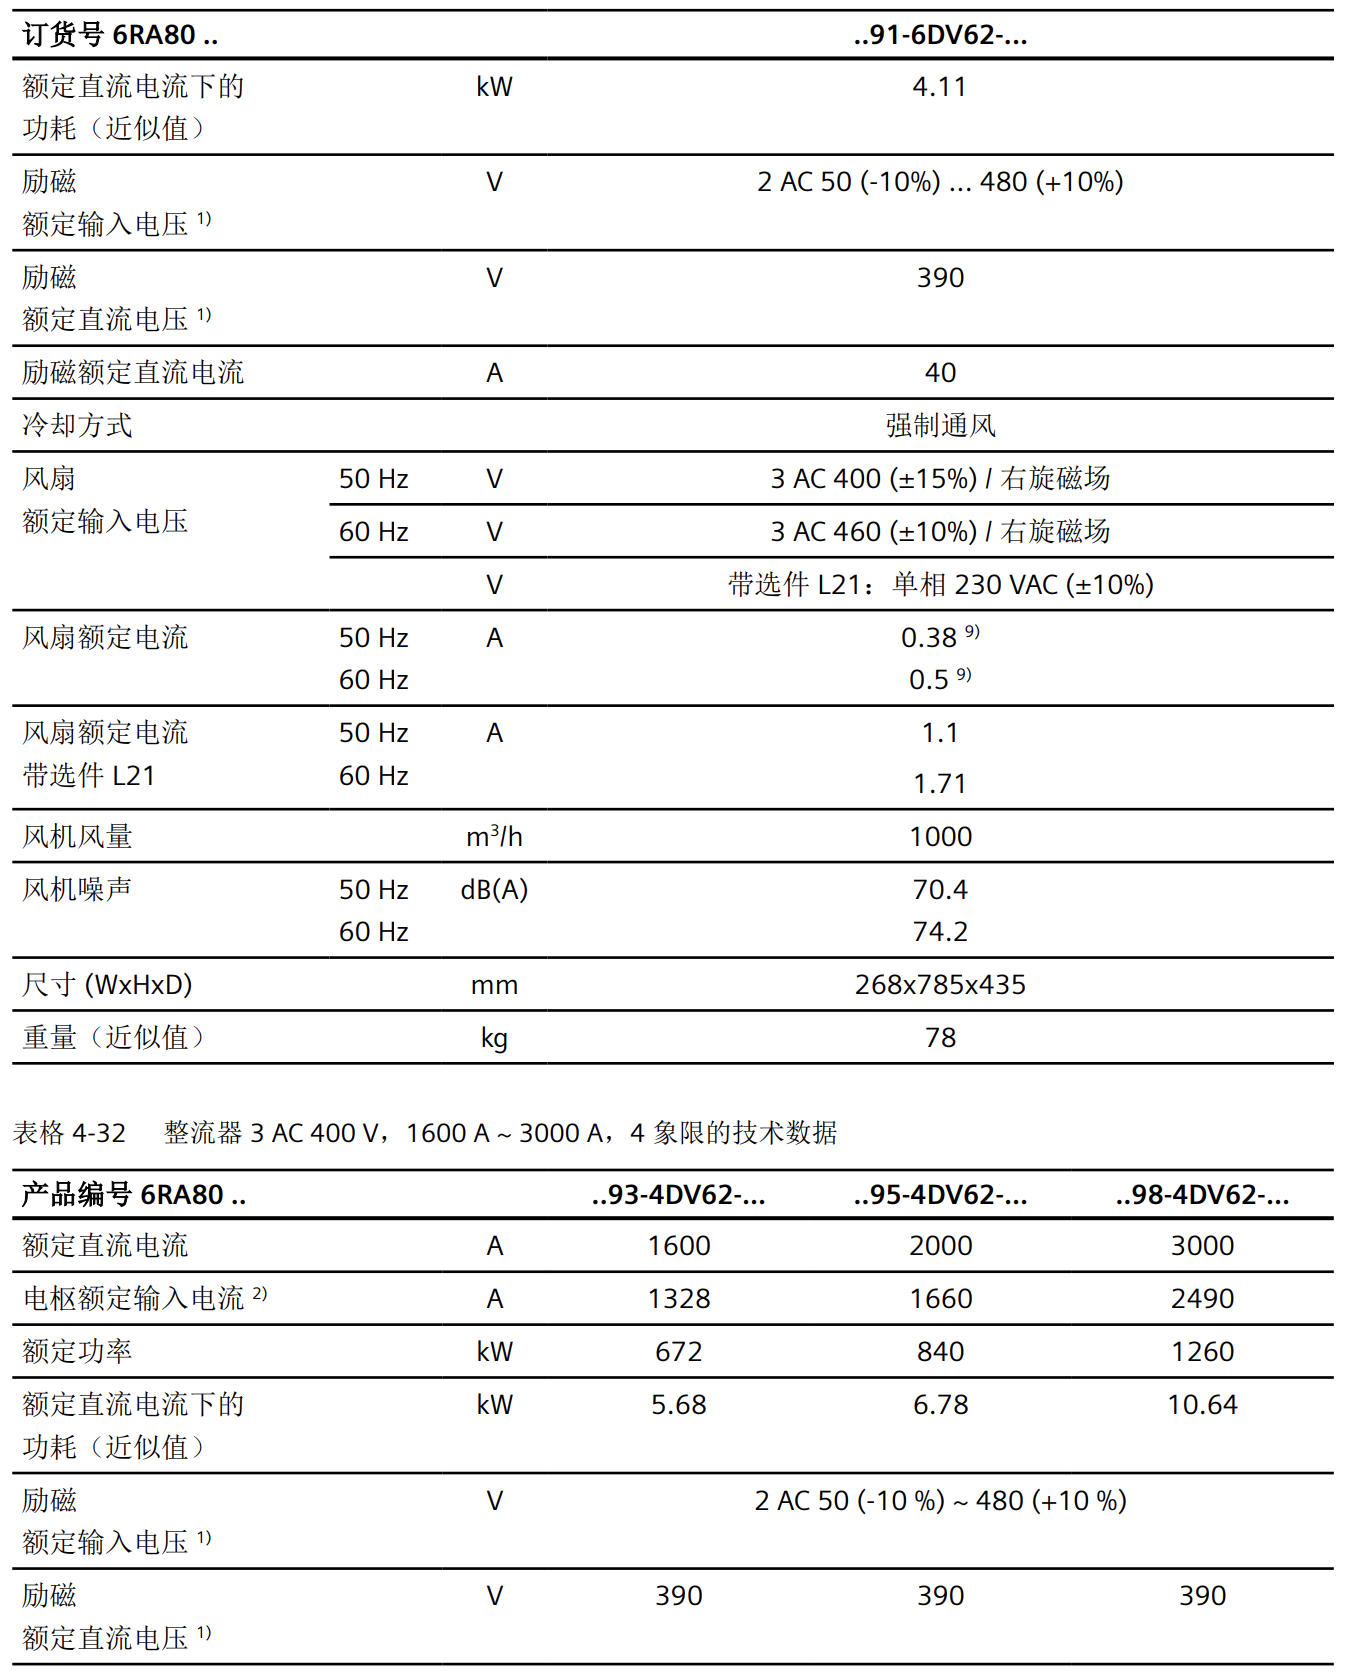 订货号 6RA80 .. ..91-6DV62-...
额定直流电流下的 kW 4.11
功耗（近似值）
励磁 V 2 AC 50 (-10%) ... 480 (+10%)
额定输入电压 1)
励磁 V 390
额定直流电压 1)
励磁额定直流电流 A 40
冷却方式 强制通风
风扇 50 Hz V 3 AC 400 (±15%) / 右旋磁场
额定输入电压
60 Hz V 3 AC 460 (±10%) / 右旋磁场
V 带选件 L21：单相 230 VAC (±10%)
风扇额定电流 50 Hz A 0.38 9)
60 Hz 0.5 9)
风扇额定电流 50 Hz A 1.1
带选件 L21 60 Hz 1.71
风机风量 m³/h 1000
风机噪声 50 Hz dB(A) 70.4
60 Hz 74.2
尺寸 (WxHxD) mm 268x785x435
重量（近似值） kg 78
表格 4-32 整流器 3 AC 400 V，1600 A ~ 3000 A，4 象限的技术数据
产品编号 6RA80 .. ..93-4DV62-... ..95-4DV62-... ..98-4DV62-...
额定直流电流 A 1600 2000 3000
电枢额定输入电流 2) A 1328 1660 2490
额定功率 kW 672 840 1260
额定直流电流下的 kW 5.68 6.78 10.64
功耗（近似值）
励磁 V 2 AC 50 (-10 %) ~ 480 (+10 %)
额定输入电压 1)
励磁 V 390 390 390
额定直流电压 1)